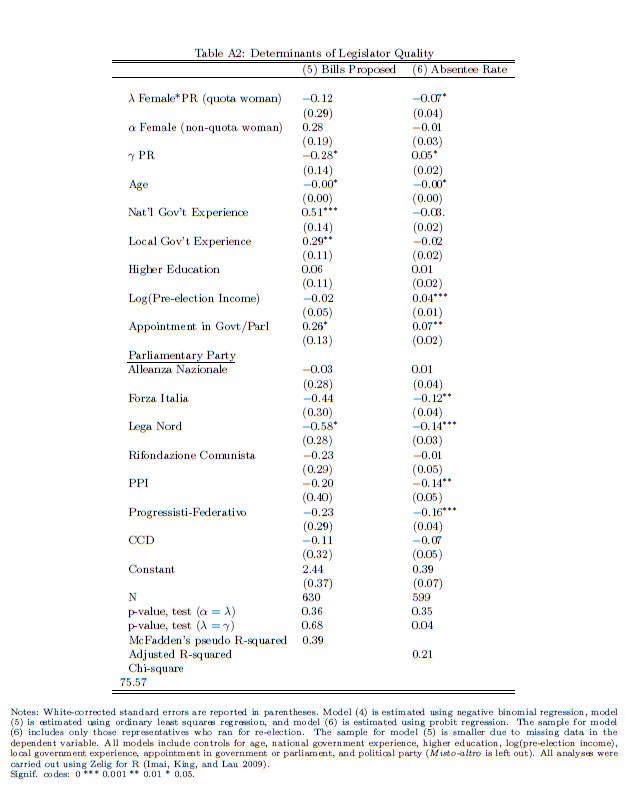 Table A2: Determinants of Legislator Quality
(5) Bills Proposed (6) Absentee Rate
λ Female*PR (quota woman) −0.12 −0.07*
(0.29) (0.04)
α Female (non-quota woman) 0.28 −0.01
(0.19) (0.03)
γ PR −0.28* 0.05*
(0.14) (0.02)
Age −0.00* −0.00*
(0.00) (0.00)
Nat'l Gov't Experience 0.51*** −0.03.
(0.14) (0.02)
Local Gov't Experience 0.29** −0.02
(0.11) (0.02)
Higher Education 0.06 0.01
(0.11) (0.02)
Log(Pre-election Income) −0.02 0.04***
(0.05) (0.01)
Appointment in Govt/Parl 0.26* 0.07**
(0.13) (0.02)
Parliamentary Party
Alleanza Nazionale −0.03 0.01
(0.28) (0.04)
Forza Italia −0.44 −0.12**
(0.30) (0.04)
Lega Nord −0.58* −0.14***
(0.28) (0.03)
Rifondazione Comunista −0.23 −0.01
(0.29) (0.05)
PPI −0.20 −0.14**
(0.40) (0.05)
Progressisti-Federativo −0.23 −0.16***
(0.29) (0.04)
CCD −0.11 −0.07
(0.32) (0.05)
Constant 2.44 0.39
(0.37) (0.07)
N 630 599
p-value, test (α = λ) 0.36 0.35
p-value, test (λ = γ) 0.68 0.04
McFadden's pseudo R-squared 0.39
Adjusted R-squared 0.21
Chi-square
75.57
Notes: White-corrected standard errors are reported in parentheses. Model (4) is estimated using negative binomial regression, model
(5) is estimated using ordinary least squares regression, and model (6) is estimated using probit regression. The sample for model
(6) includes only those representatives who ran for re-election. The sample for model (5) is smaller due to missing data in the
dependent variable. All models include controls for age, national government experience, higher education, log(pre-election income),
local government experience, appointment in government or parliament, and political party (Misto-altro is left out). All analyses were
carried out using Zelig for R (Imai, King, and Lau 2009).
Signif. codes: 0 *** 0.001 ** 0.01 * 0.05.